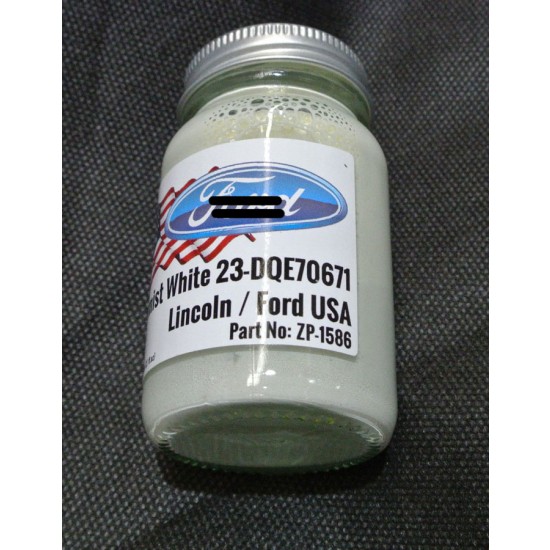 White 23-DQE70671
Lincoln / Ford USA
Part No: ZP-1586